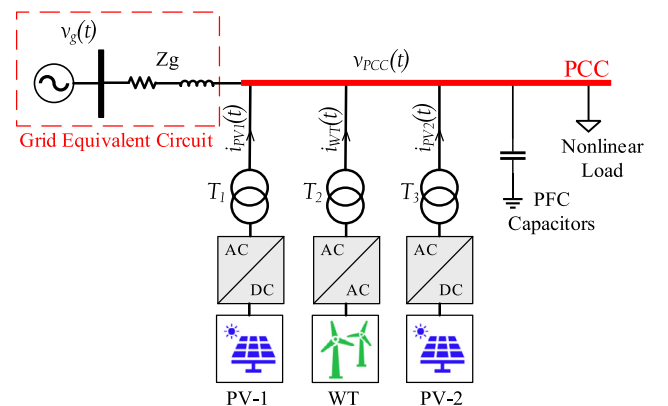 vg(t)
Zg
vPCC(t)
PCC
Grid Equivalent Circuit
iPV1(t)
iWT(t)
iPV2(t)
Nonlinear
Load
T1
T2
T3
PFC
Capacitors
AC
DC
AC
AC
AC
DC
PV-1
WT
PV-2